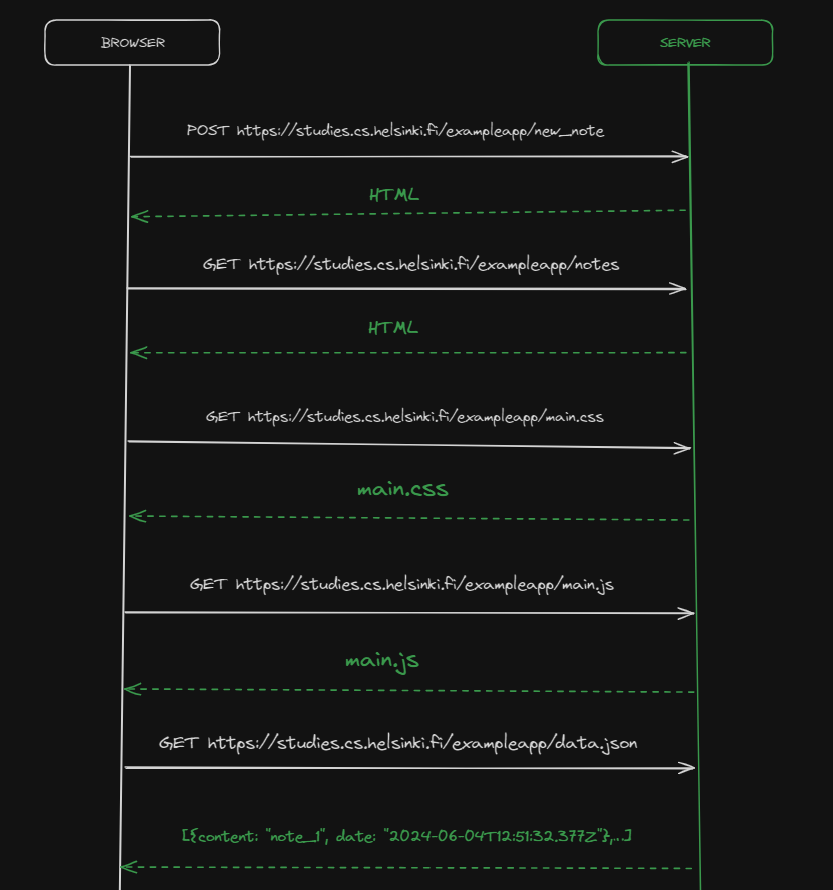 BROWSER
SERVER
POST https://studies.cs.helsinki.fi/exampleapp/new_note
HTML
GET https://studies.cs.helsinki.fi/exampleapp/notes
HTML
GET https://studies.cs.helsinki.fi/exampleapp/main.css
main.css
GET https://studies.cs.helsinki.fi/exampleapp/main.js
main.js
GET https://studies.cs.helsinki.fi/exampleapp/data.json
[{content: "note_1", date: "2024-06-04T12:51:32.377Z"},...]